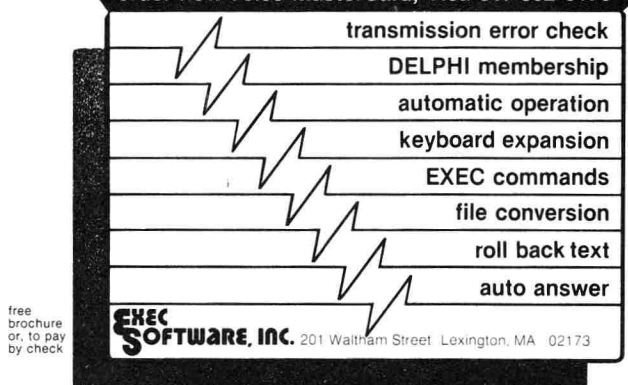 transmission error check
DELPHI membership
automatic operation
keyboard expansion
EXEC commands
file conversion
roll back text
auto answer
free
brochure
or, to pay
by check
EXEC
SOFTWARE, INC. 201 Waltham Street Lexington, MA 02173